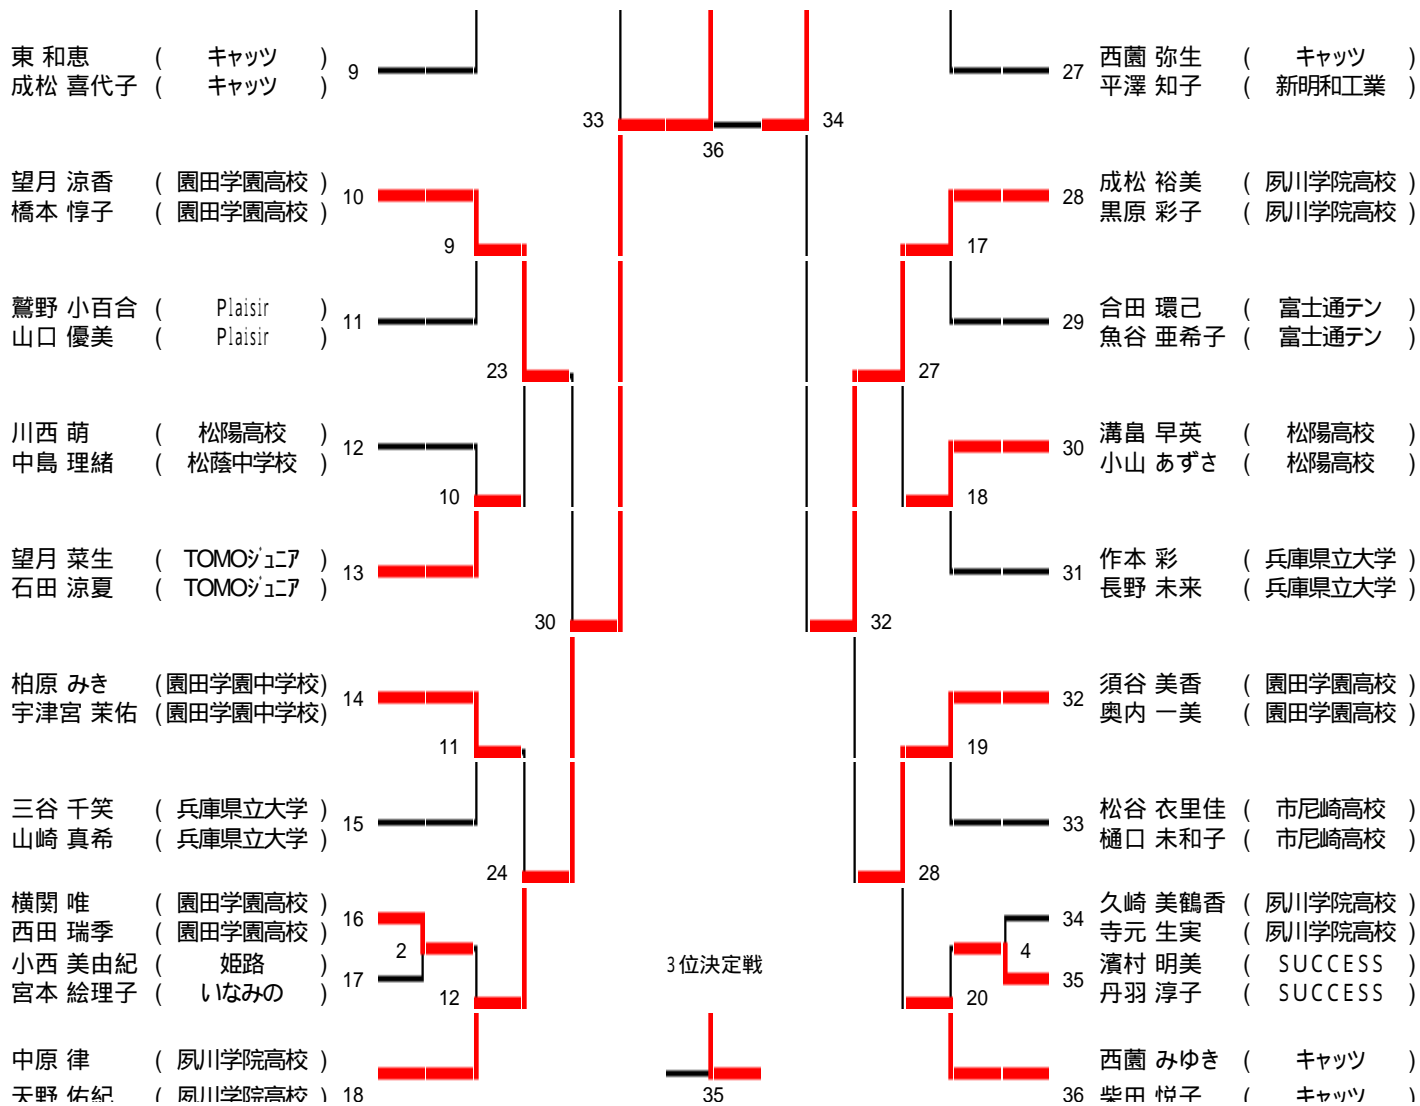 東 和恵 ( キャッツ )
9
成松 喜代子 ( キャッツ )
望月 涼香 ( 園田学園高校 )
10
橋本 惇子 ( 園田学園高校 )
9
鷲野 小百合 ( Plaisir )
11
山口 優美 ( Plaisir )
23
川西 萌 ( 松陽高校 )
12
中島 理緒 ( 松蔭中学校 )
10
望月 菜生 ( TOMOジュニア )
13
石田 涼夏 ( TOMOジュニア )
30
柏原 みき ( 園田学園中学校 )
14
宇津宮 茉佑 ( 園田学園中学校 )
11
三谷 千笑 ( 兵庫県立大学 )
15
山崎 真希 ( 兵庫県立大学 )
24
横関 唯 ( 園田学園高校 )
16
西田 瑞季 ( 園田学園高校 )
2
小西 美由紀 ( 姫路 )
17
宮本 絵理子 ( いなみの )
12
中原 律 ( 夙川学院高校 )
天野 佑紀 ( 夙川学院高校 ) 18
33
34
36
3位決定戦
35
西薗 弥生 ( キャッツ )
27
平澤 知子 ( 新明和工業 )
成松 裕美 ( 夙川学院高校 )
28
黒原 彩子 ( 夙川学院高校 )
17
合田 環己 ( 富士通テン )
29
魚谷 亜希子 ( 富士通テン )
27
溝畠 早英 ( 松陽高校 )
30
小山 あずさ ( 松陽高校 )
18
作本 彩 ( 兵庫県立大学 )
31
長野 未来 ( 兵庫県立大学 )
32
須谷 美香 ( 園田学園高校 )
32
奥内 一美 ( 園田学園高校 )
19
松谷 衣里佳 ( 市尼崎高校 )
33
樋口 未和子 ( 市尼崎高校 )
28
久崎 美鶴香 ( 夙川学院高校 )
34
寺元 生実 ( 夙川学院高校 )
4
濱村 明美 ( SUCCESS )
35
丹羽 淳子 ( SUCCESS )
20
西薗 みゆき ( キャッツ )
36 柴田 悦子 ( キャッツ )